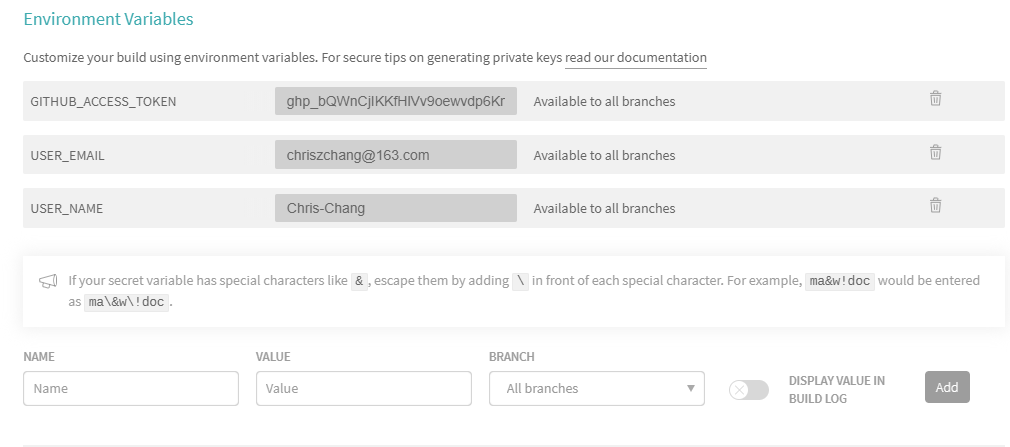 Environment Variables
Customize your build using environment variables. For secure tips on generating private keys read our documentation
GITHUB_ACCESS_TOKEN ghp_bQWnCjIKKfHIVv9oewvdp6Kr Available to all branches
USER_EMAIL chriszchang@163.com Available to all branches
USER_NAME Chris-Chang Available to all branches
If your secret variable has special characters like & , escape them by adding \ in front of each special character. For example, ma&w!doc would be entered
as ma\&w\!doc .
NAME VALUE BRANCH
Name Value All branches DISPLAY VALUE IN
BUILD LOG Add